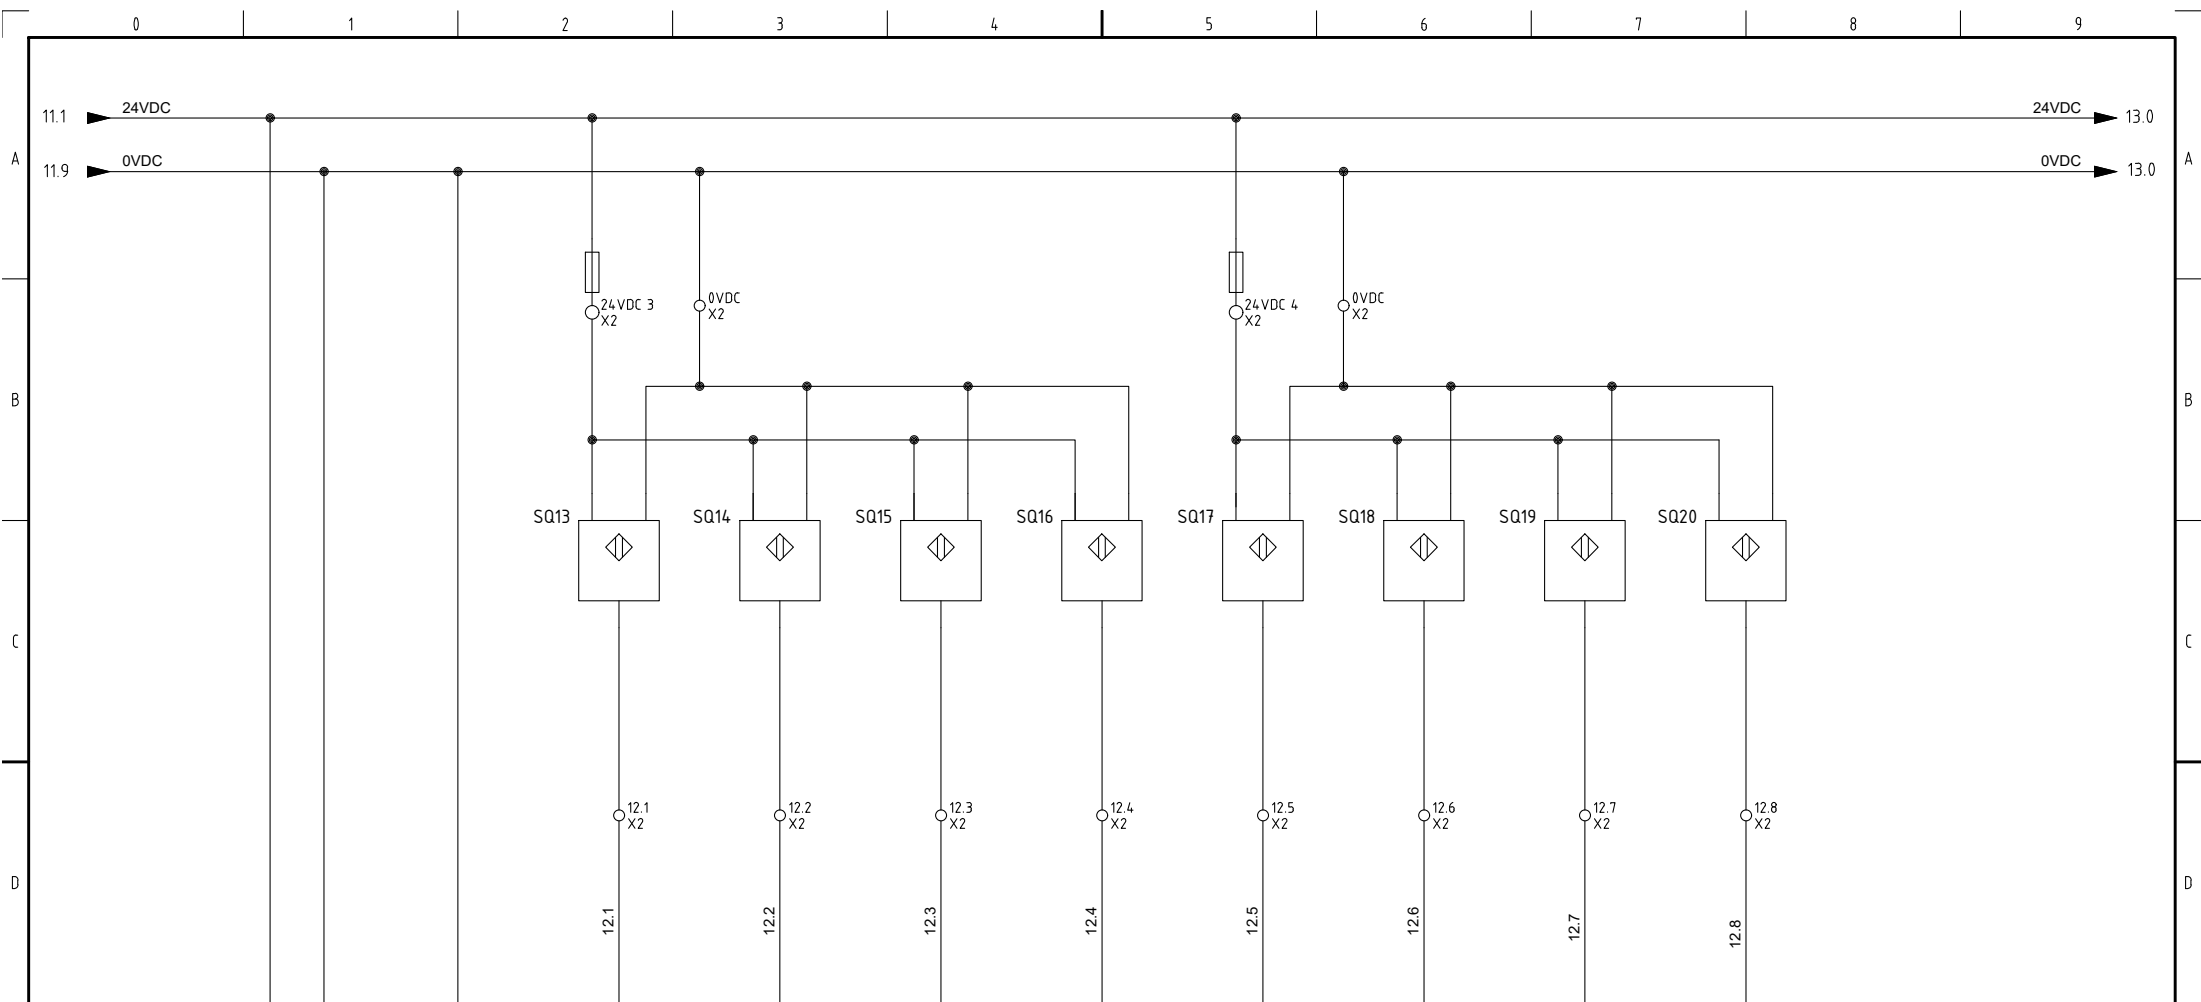 0 1 2 3 4 5 6 7 8 9
11.1 24VDC 24VDC 13.0
A A
11.9 0VDC 0VDC 13.0
24VDC 3 0VDC 24VDC 4 0VDC
X2 X2 X2 X2
B B
SQ13 SQ14 SQ15 SQ16 SQ17 SQ18 SQ19 SQ20
C C
12.1 12.2 12.3 12.4 12.5 12.6 12.7 12.8
X2 X2 X2 X2 X2 X2 X2 X2
D D
12.1 12.2 12.3 12.4 12.5 12.6 12.7 12.8